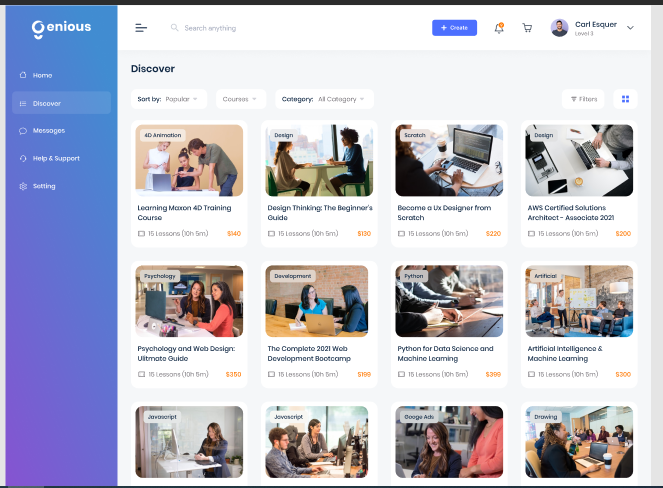 Genious
Search anything
+ Create
Carl Esquer
Level 3
Home
Discover
Messages
Help & Support
Setting
Discover
Sort by: Popular
Courses
Category: All Category
Filters
4D Animation
Learning Maxon 4D Training
Course
15 Lessons (10h 5m)
$140
Design
Design Thinking: The Beginner's
Guide
15 Lessons (10h 5m)
$130
Scratch
Become a Ux Designer from
Scratch
15 Lessons (10h 5m)
$220
Design
AWS Certified Solutions
Architect - Associate 2021
15 Lessons (10h 5m)
$200
Psychology
Psychology and Web Design:
Ulitmate Guide
15 Lessons (10h 5m)
$350
Development
The Complete 2021 Web
Development Bootcamp
15 Lessons (10h 5m)
$199
Python
Python for Data Science and
Machine Learning
15 Lessons (10h 5m)
$399
Artificial
Artificial Intelligence &
Machine Learning
15 Lessons (10h 5m)
$300
Javascript
Javascript
Googe Ads
Drawing